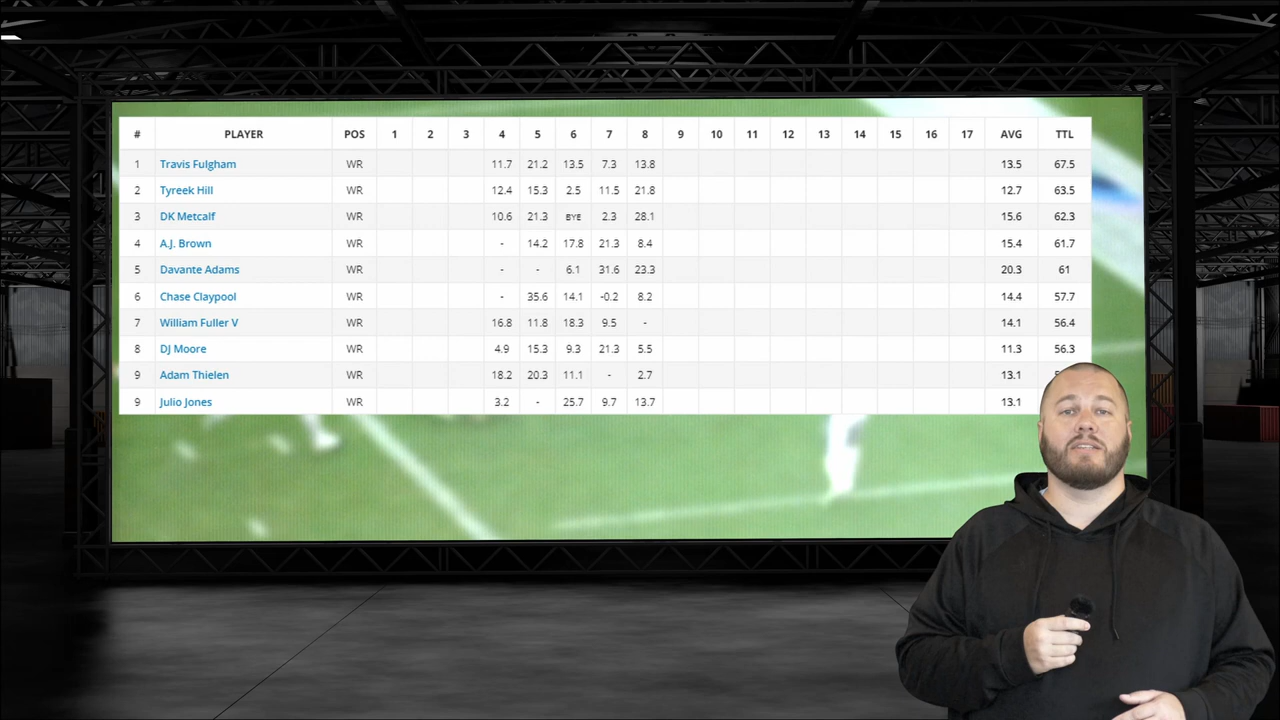 # PLAYER POS 1 2 3 4 5 6 7 8 9 10 11 12 13 14 15 16 17 AVG TTL
1 Travis Fulgham WR 11.7 21.2 13.5 7.3 13.8 13.5 67.5
2 Tyreek Hill WR 12.4 15.3 2.5 11.5 21.8 12.7 63.5
3 DK Metcalf WR 10.6 21.3 BYE 2.3 28.1 15.6 62.3
4 A.J. Brown WR - 14.2 17.8 21.3 8.4 15.4 61.7
5 Davante Adams WR - - 6.1 31.6 23.3 20.3 61
6 Chase Claypool WR - 35.6 14.1 -0.2 8.2 14.4 57.7
7 William Fuller V WR 16.8 11.8 18.3 9.5 - 14.1 56.4
8 DJ Moore WR 4.9 15.3 9.3 21.3 5.5 11.3 56.3
9 Adam Thielen WR 18.2 20.3 11.1 - 2.7 13.1
9 Julio Jones WR 3.2 - 25.7 9.7 13.7 13.1